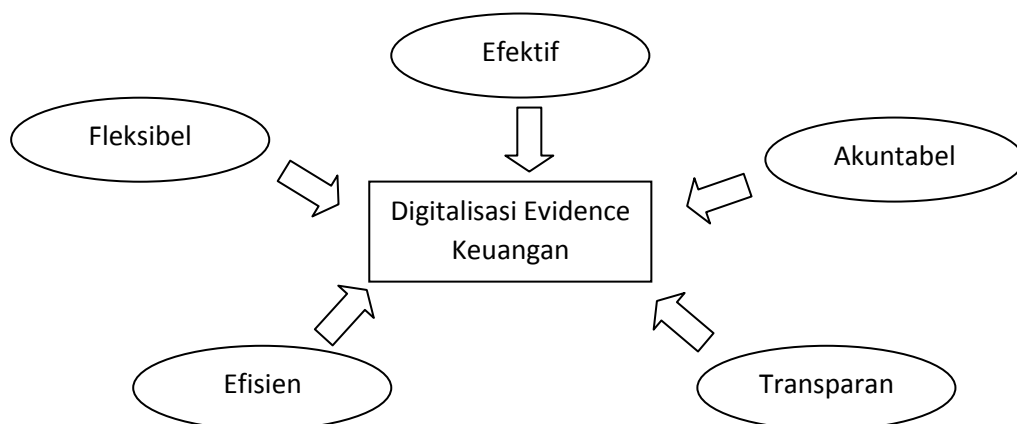 Efektif
Fleksibel
Akuntabel
Digitalisasi Evidence
Keuangan
Efisien
Transparan